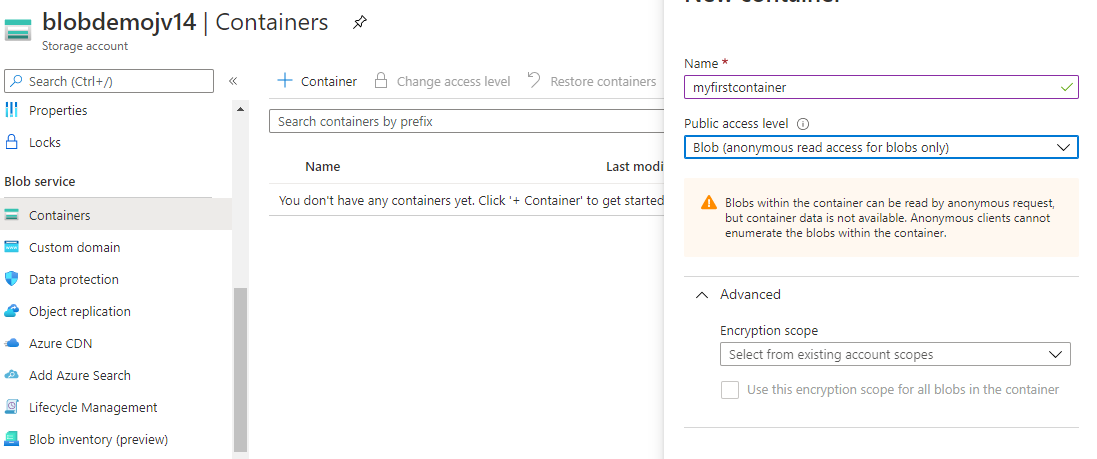 blobdemojv14 | Containers
Storage account
Search (Ctrl+/)
«
Properties
Locks
Blob service
Containers
Custom domain
Data protection
Object replication
Azure CDN
Add Azure Search
Lifecycle Management
Blob inventory (preview)
+ Container
Change access level
Restore containers
Search containers by prefix
Name
Last modi
You don't have any containers yet. Click '+ Container' to get started
New container
Name *
myfirstcontainer
Public access level
Blob (anonymous read access for blobs only)
Blobs within the container can be read by anonymous request,
but container data is not available. Anonymous clients cannot
enumerate the blobs within the container.
Advanced
Encryption scope
Select from existing account scopes
Use this encryption scope for all blobs in the container